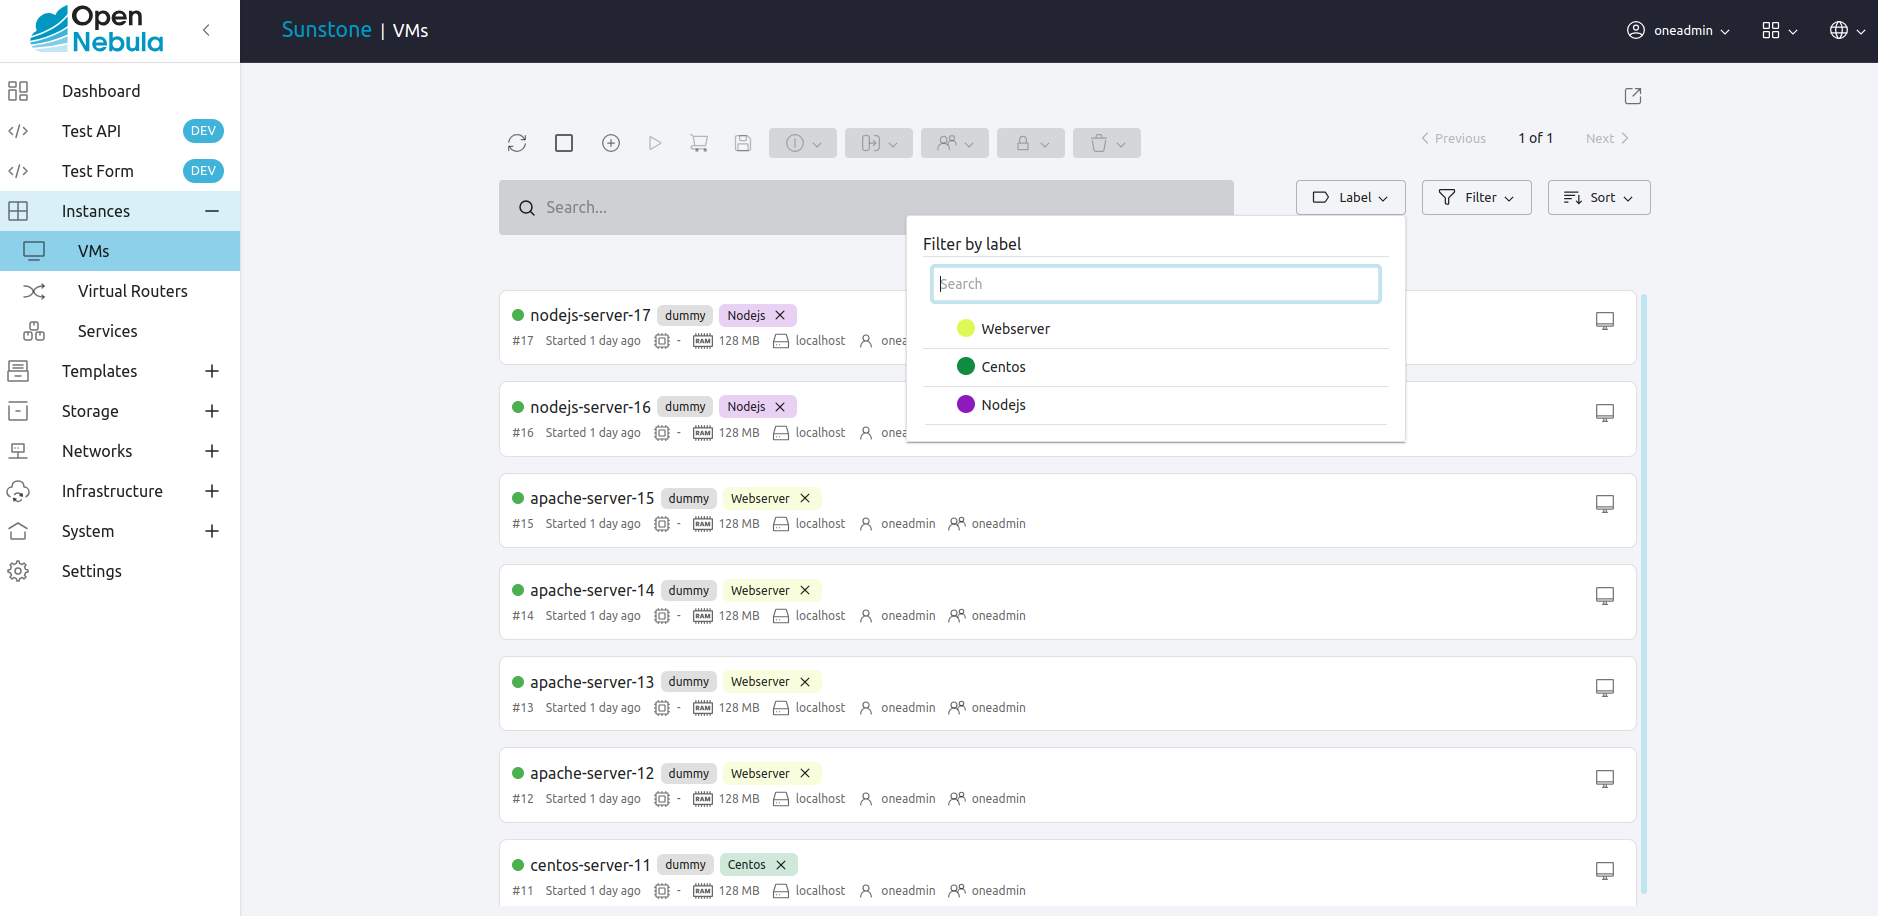 Open
Nebula
Sunstone | VMs
oneadmin
Dashboard
Test API DEV
Test Form DEV
Instances
VMs
Virtual Routers
Services
Templates
Storage
Networks
Infrastructure
System
Settings
Previous 1 of 1 Next
Search...
Label
Filter
Sort
Filter by label
Search
Webserver
Centos
Nodejs
nodejs-server-17 dummy Nodejs
#17 Started 1 day ago - RAM 128 MB localhost onea
nodejs-server-16 dummy Nodejs
#16 Started 1 day ago - RAM 128 MB localhost onea
apache-server-15 dummy Webserver
#15 Started 1 day ago - RAM 128 MB localhost oneadmin oneadmin
apache-server-14 dummy Webserver
#14 Started 1 day ago - RAM 128 MB localhost oneadmin oneadmin
apache-server-13 dummy Webserver
#13 Started 1 day ago - RAM 128 MB localhost oneadmin oneadmin
apache-server-12 dummy Webserver
#12 Started 1 day ago - RAM 128 MB localhost oneadmin oneadmin
centos-server-11 dummy Centos
#11 Started 1 day ago - RAM 128 MB localhost oneadmin oneadmin